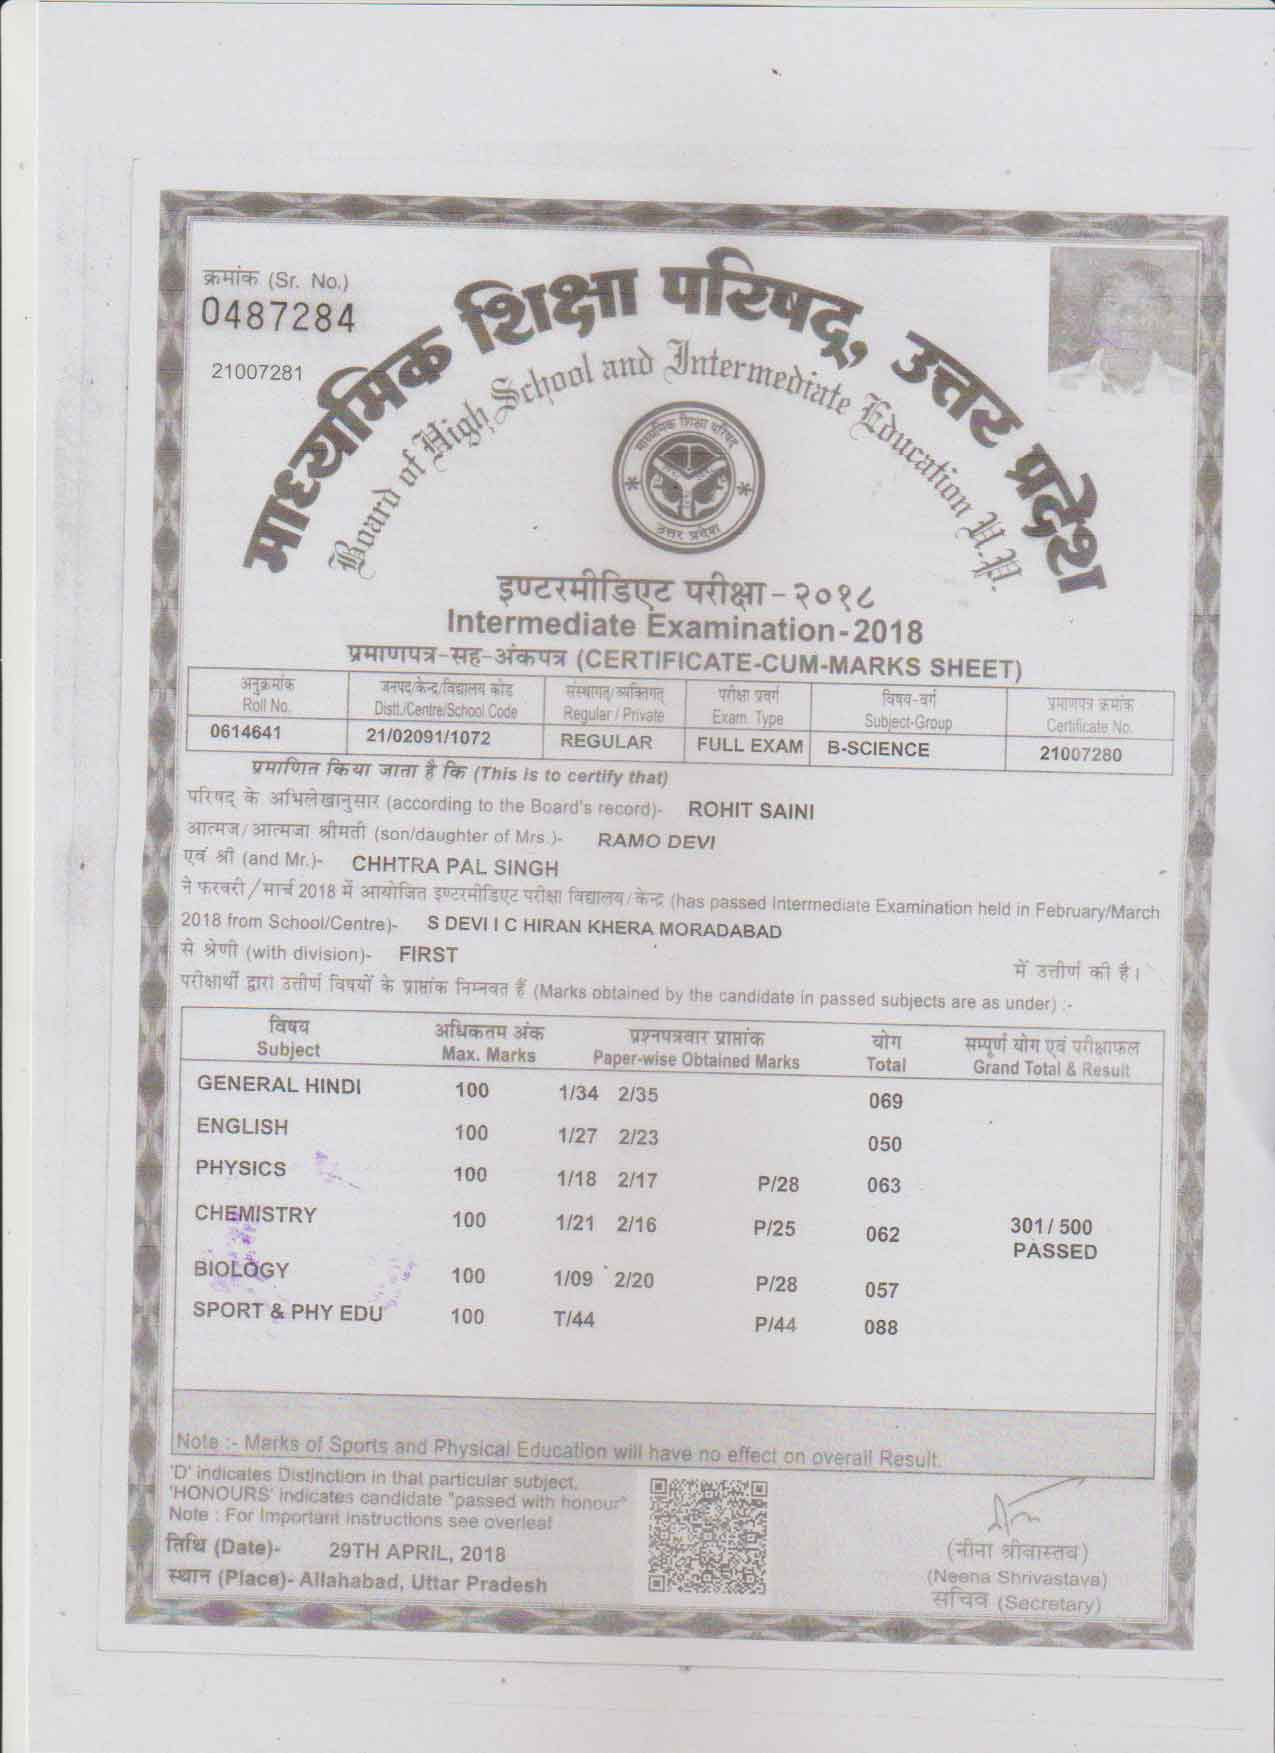 क्रमांक (Sr. No.)
0487284
21007281
माध्यमिक शिक्षा परिषद्, उत्तर प्रदेश
Board of High School and Intermediate Education U.P.
माध्यमिक शिक्षा परिषद्
उत्तर प्रदेश
इण्टरमीडिएट परीक्षा - २०१८
Intermediate Examination - 2018
प्रमाणपत्र-सह-अंकपत्र (CERTIFICATE-CUM-MARKS SHEET)
अनुक्रमांक जनपद/केन्द्र/विद्यालय कोड संस्थागत/व्यक्तिगत परीक्षा प्रवर्ग विषय-वर्ग प्रमाणपत्र क्रमांक
Roll No. Distt./Centre/School Code Regular / Private Exam. Type Subject-Group Certificate No.
0614641 21/02091/1072 REGULAR FULL EXAM B-SCIENCE 21007280
प्रमाणित किया जाता है कि (This is to certify that)
परिषद् के अभिलेखानुसार (according to the Board's record)- ROHIT SAINI
आत्मज/आत्मजा श्रीमती (son/daughter of Mrs.)- RAMO DEVI
एवं श्री (and Mr.)- CHHTRA PAL SINGH
ने फरवरी/मार्च 2018 में आयोजित इण्टरमीडिएट परीक्षा विद्यालय/केन्द्र (has passed Intermediate Examination held in February/March
2018 from School/Centre)- S DEVI I C HIRAN KHERA MORADABAD
से श्रेणी (with division)- FIRST में उत्तीर्ण की है।
परीक्षार्थी द्वारा उत्तीर्ण विषयों के प्राप्तांक निम्नवत हैं (Marks obtained by the candidate in passed subjects are as under) :-
विषय अधिकतम अंक प्रश्नपत्रवार प्राप्तांक योग सम्पूर्ण योग एवं परीक्षाफल
Subject Max. Marks Paper-wise Obtained Marks Total Grand Total & Result
GENERAL HINDI 100 1/34 2/35 069
ENGLISH 100 1/27 2/23 050
PHYSICS 100 1/18 2/17 P/28 063
CHEMISTRY 100 1/21 2/16 P/25 062 301/ 500
PASSED
BIOLOGY 100 1/09 2/20 P/28 057
SPORT & PHY EDU 100 T/44 P/44 088
Note :- Marks of Sports and Physical Education will have no effect on overall Result.
'D' indicates Distinction in that particular subject.
'HONOURS' indicates candidate "passed with honour"
Note : For Important instructions see overleaf
तिथि (Date)- 29TH APRIL, 2018
स्थान (Place)- Allahabad, Uttar Pradesh
(नीना श्रीवास्तव)
(Neena Shrivastava)
सचिव (Secretary)